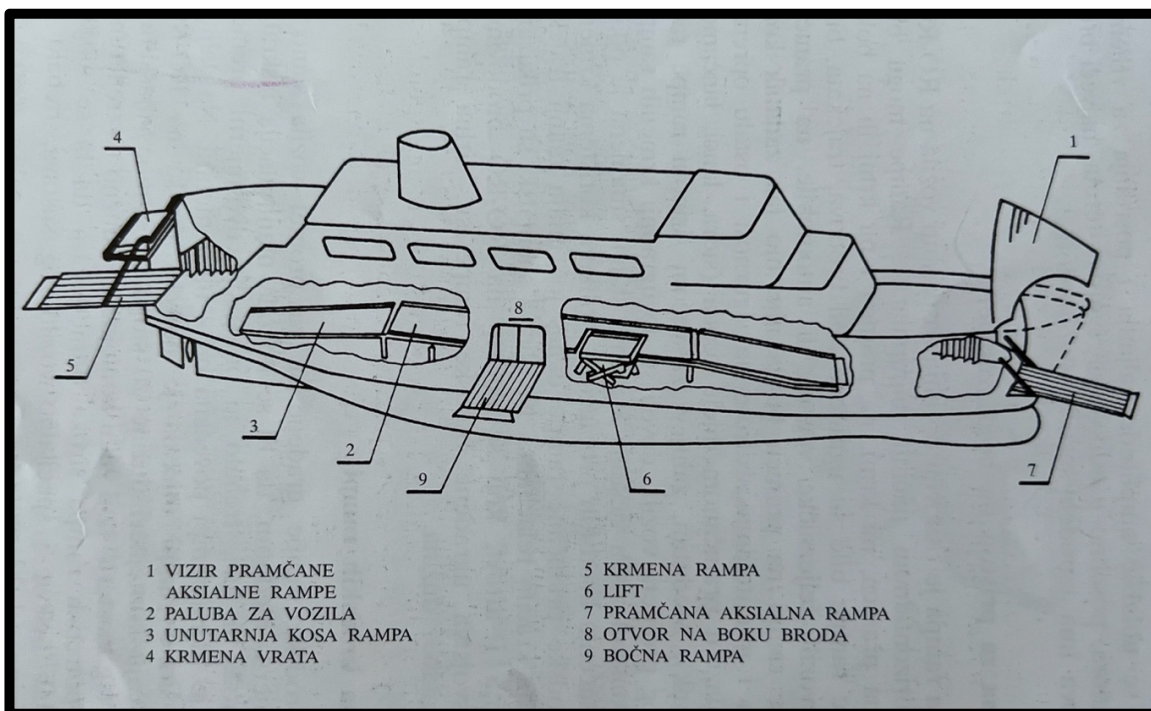 4
1
8
5
3
2
9
6
7
1 VIZIR PRAMČANE
AKSIALNE RAMPE
2 PALUBA ZA VOZILA
3 UNUTARNJA KOSA RAMPA
4 KRMENA VRATA
5 KRMENA RAMPA
6 LIFT
7 PRAMČANA AKSIALNA RAMPA
8 OTVOR NA BOKU BRODA
9 BOČNA RAMPA